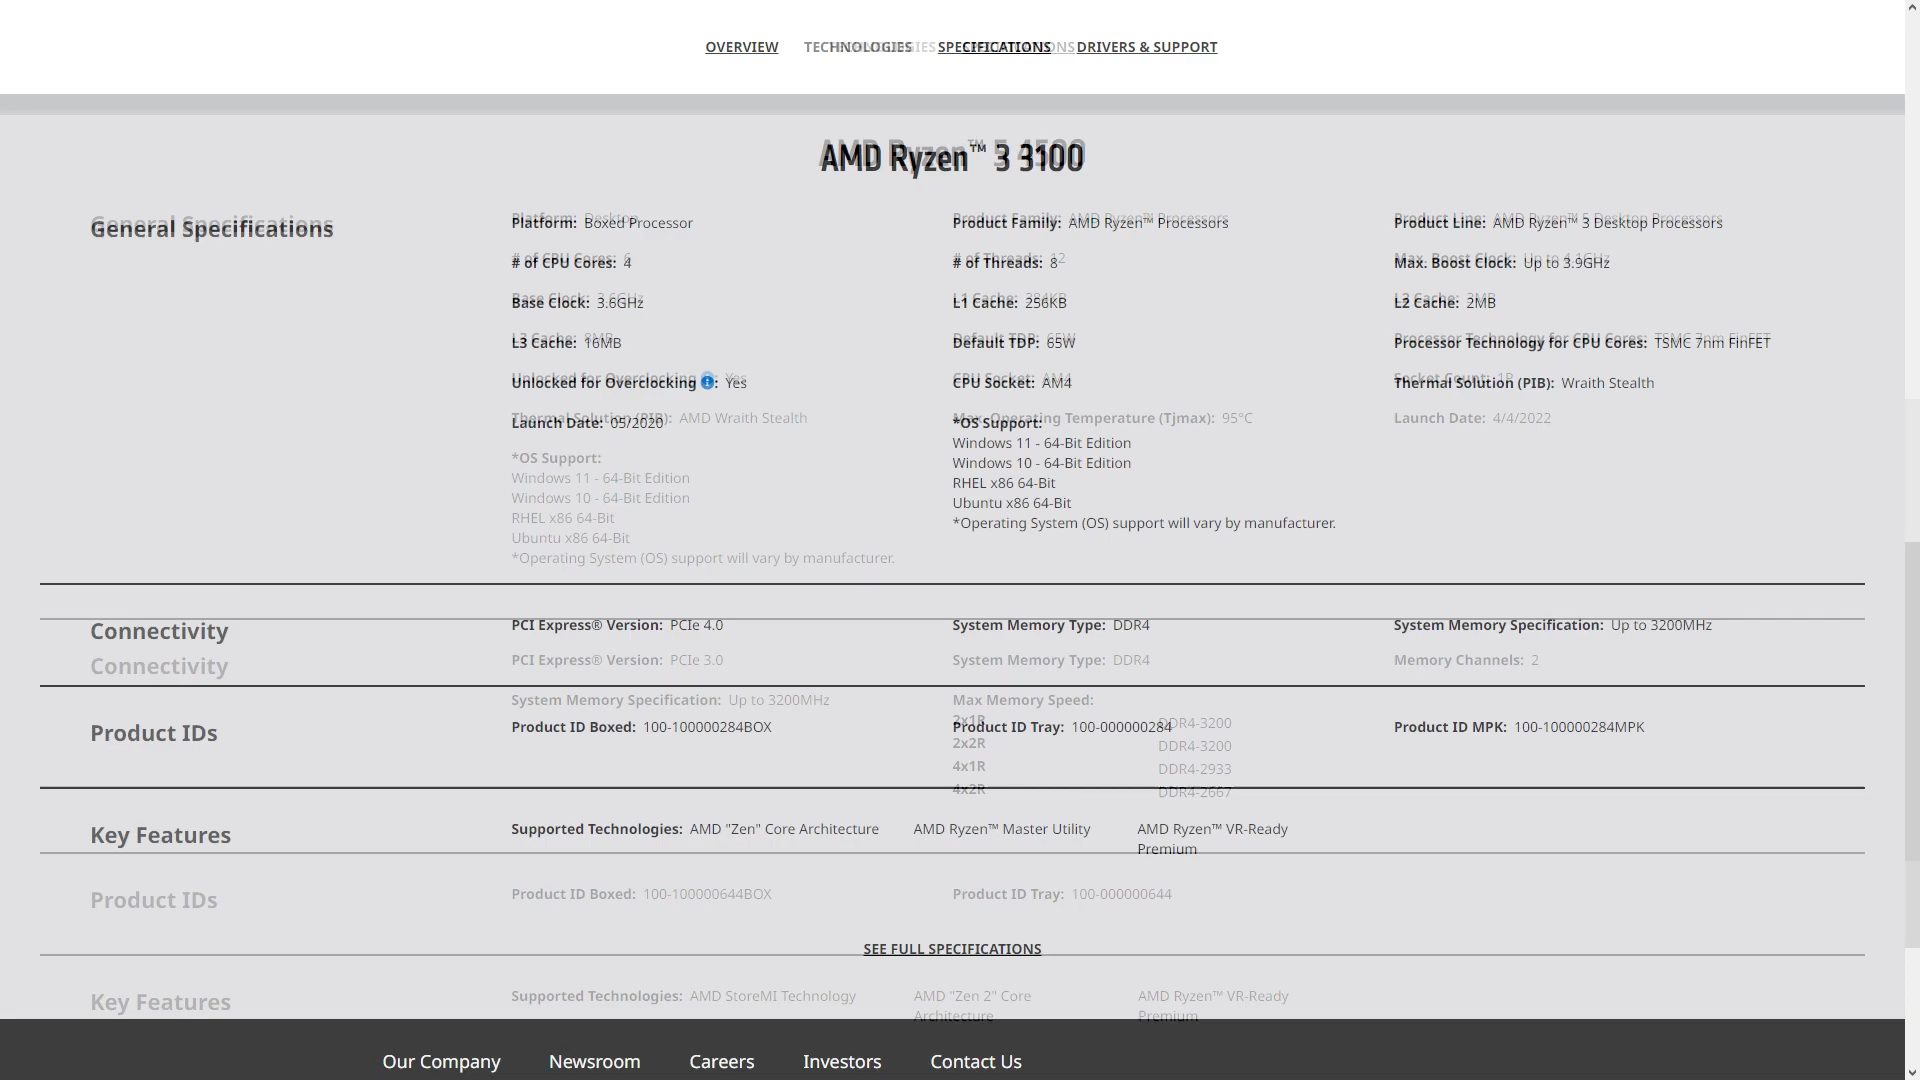 OVERVIEW TECHNOLOGIES SPECIFICATIONS DRIVERS & SUPPORT
AMD Ryzen™ 3 3100
General Specifications
Platform: Boxed Processor
Product Family: AMD Ryzen™ Processors
Product Line: AMD Ryzen™ 3 Desktop Processors
# of CPU Cores: 4
# of Threads: 8
Max. Boost Clock: Up to 3.9GHz
Base Clock: 3.6GHz
L1 Cache: 256KB
L2 Cache: 2MB
L3 Cache: 16MB
Default TDP: 65W
Processor Technology for CPU Cores: TSMC 7nm FinFET
Unlocked for Overclocking : Yes
CPU Socket: AM4
Thermal Solution (PIB): Wraith Stealth
Thermal Solution (PIB): AMD Wraith Stealth
Max. Operating Temperature (Tjmax): 95°C
Launch Date: 4/4/2022
Launch Date: 05/2020
*OS Support:
Windows 11 - 64-Bit Edition
Windows 10 - 64-Bit Edition
RHEL x86 64-Bit
Ubuntu x86 64-Bit
*Operating System (OS) support will vary by manufacturer.
*OS Support:
Windows 11 - 64-Bit Edition
Windows 10 - 64-Bit Edition
RHEL x86 64-Bit
Ubuntu x86 64-Bit
*Operating System (OS) support will vary by manufacturer.
Connectivity
PCI Express® Version: PCIe 4.0
System Memory Type: DDR4
System Memory Specification: Up to 3200MHz
Connectivity
PCI Express® Version: PCIe 3.0
System Memory Type: DDR4
Memory Channels: 2
System Memory Specification: Up to 3200MHz
Max Memory Speed:
2x1R DDR4-3200
2x2R DDR4-3200
4x1R DDR4-2933
4x2R DDR4-2667
Product IDs
Product ID Boxed: 100-100000284BOX
Product ID Tray: 100-000000284
Product ID MPK: 100-100000284MPK
Key Features
Supported Technologies: AMD "Zen" Core Architecture
AMD Ryzen™ Master Utility
AMD Ryzen™ VR-Ready
Premium
Product IDs
Product ID Boxed: 100-100000644BOX
Product ID Tray: 100-000000644
SEE FULL SPECIFICATIONS
Key Features
Supported Technologies: AMD StoreMI Technology
AMD "Zen 2" Core
Architecture
AMD Ryzen™ VR-Ready
Premium
Our Company Newsroom Careers Investors Contact Us